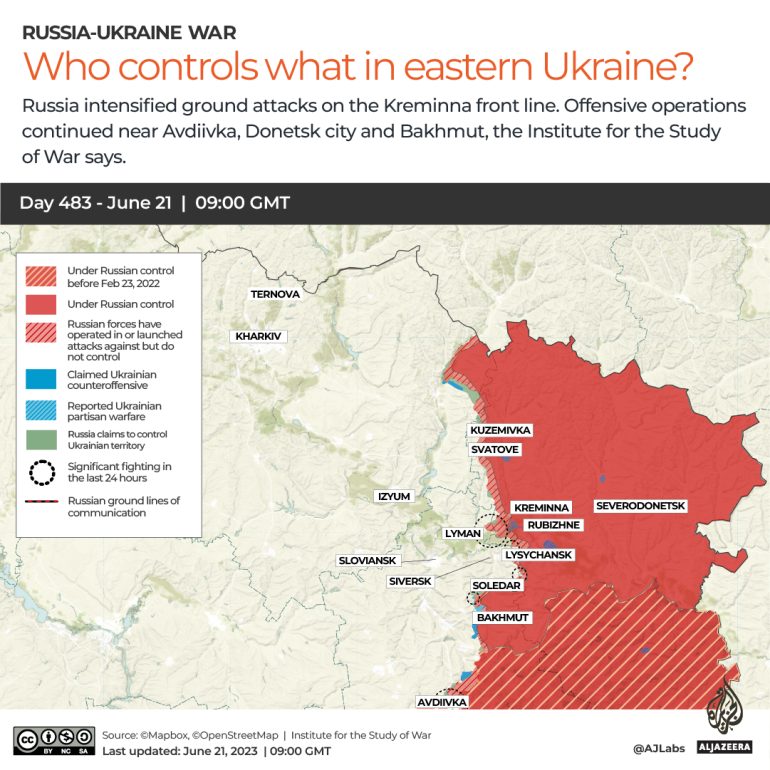 RUSSIA-UKRAINE WAR
Who controls what in eastern Ukraine?
Russia intensified ground attacks on the Kreminna front line. Offensive operations
continued near Avdiivka, Donetsk city and Bakhmut, the Institute for the Study
of War says.
Day 483 - June 21 | 09:00 GMT
Under Russian control
before Feb 23, 2022
Under Russian control
Russian forces have
operated in or launched
attacks against but do
not control
Claimed Ukrainian
counteroffensive
Reported Ukrainian
partisan warfare
Russia claims to control
Ukrainian territory
Significant fighting in
the last 24 hours
Russian ground lines of
communication
TERNOVA
KHARKIV
KUZEMIVKA
SVATOVE
IZYUM
KREMINNA
SEVERODONETSK
RUBIZHNE
LYMAN
LYSYCHANSK
SLOVIANSK
SIVERSK
SOLEDAR
BAKHMUT
AVDIIVKA
CC BY NC SA
Source: ©Mapbox, ©OpenStreetMap | Institute for the Study of War
Last updated: June 21, 2023 | 09:00 GMT
@AJLabs
ALJAZEERA